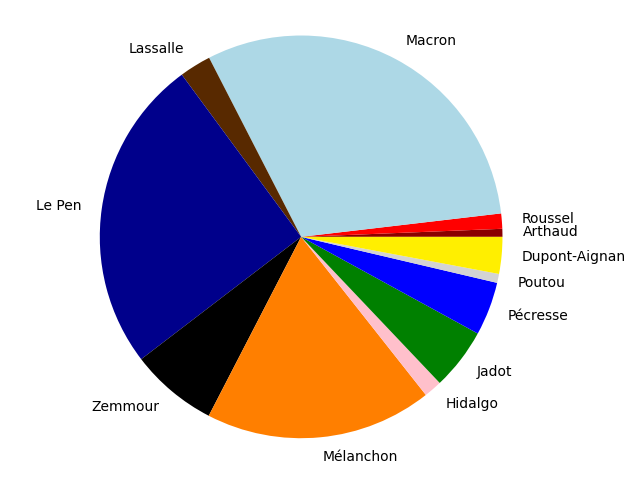 Macron
Lassalle
Le Pen
Roussel
Arthaud
Dupont-Aignan
Poutou
Pécresse
Jadot
Hidalgo
Zemmour
Mélanchon